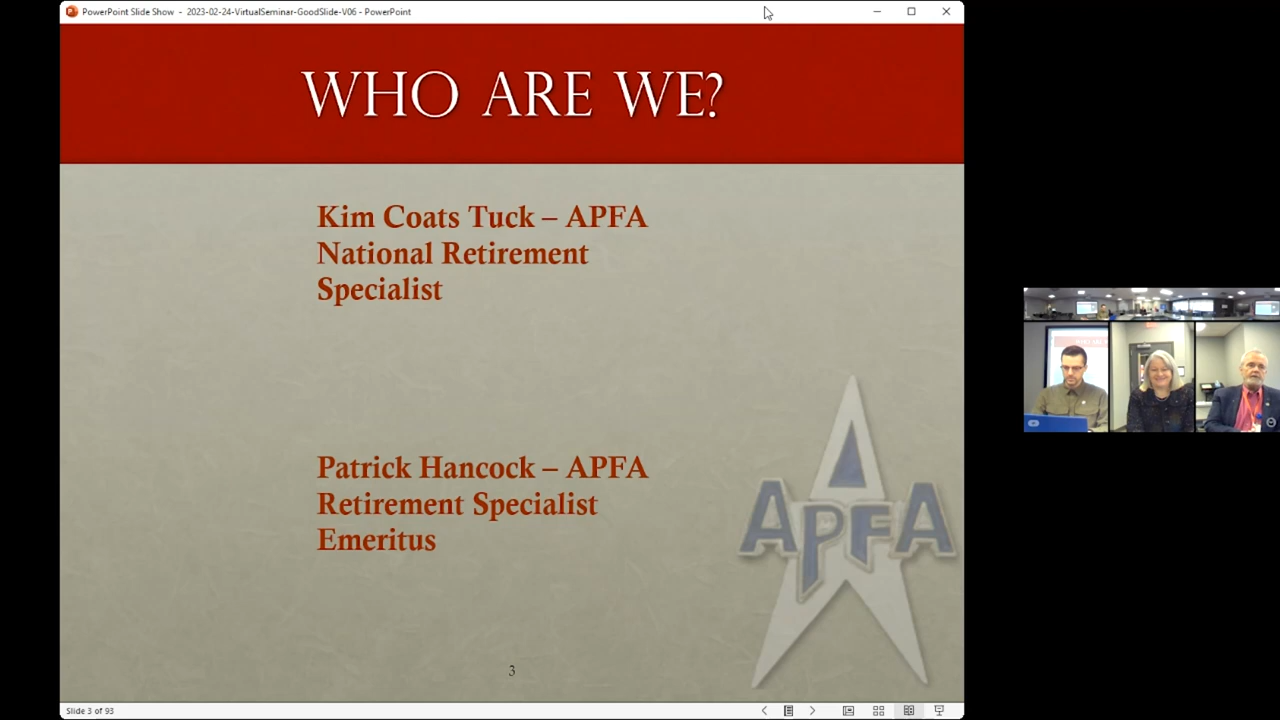 PowerPoint Slide Show - 2023-02-24-VirtualSeminar-GoodSlide-V06 - PowerPoint
WHO ARE WE?
Kim Coats Tuck – APFA
National Retirement
Specialist
Patrick Hancock – APFA
Retirement Specialist
Emeritus
APFA
3
Slide 3 of 93